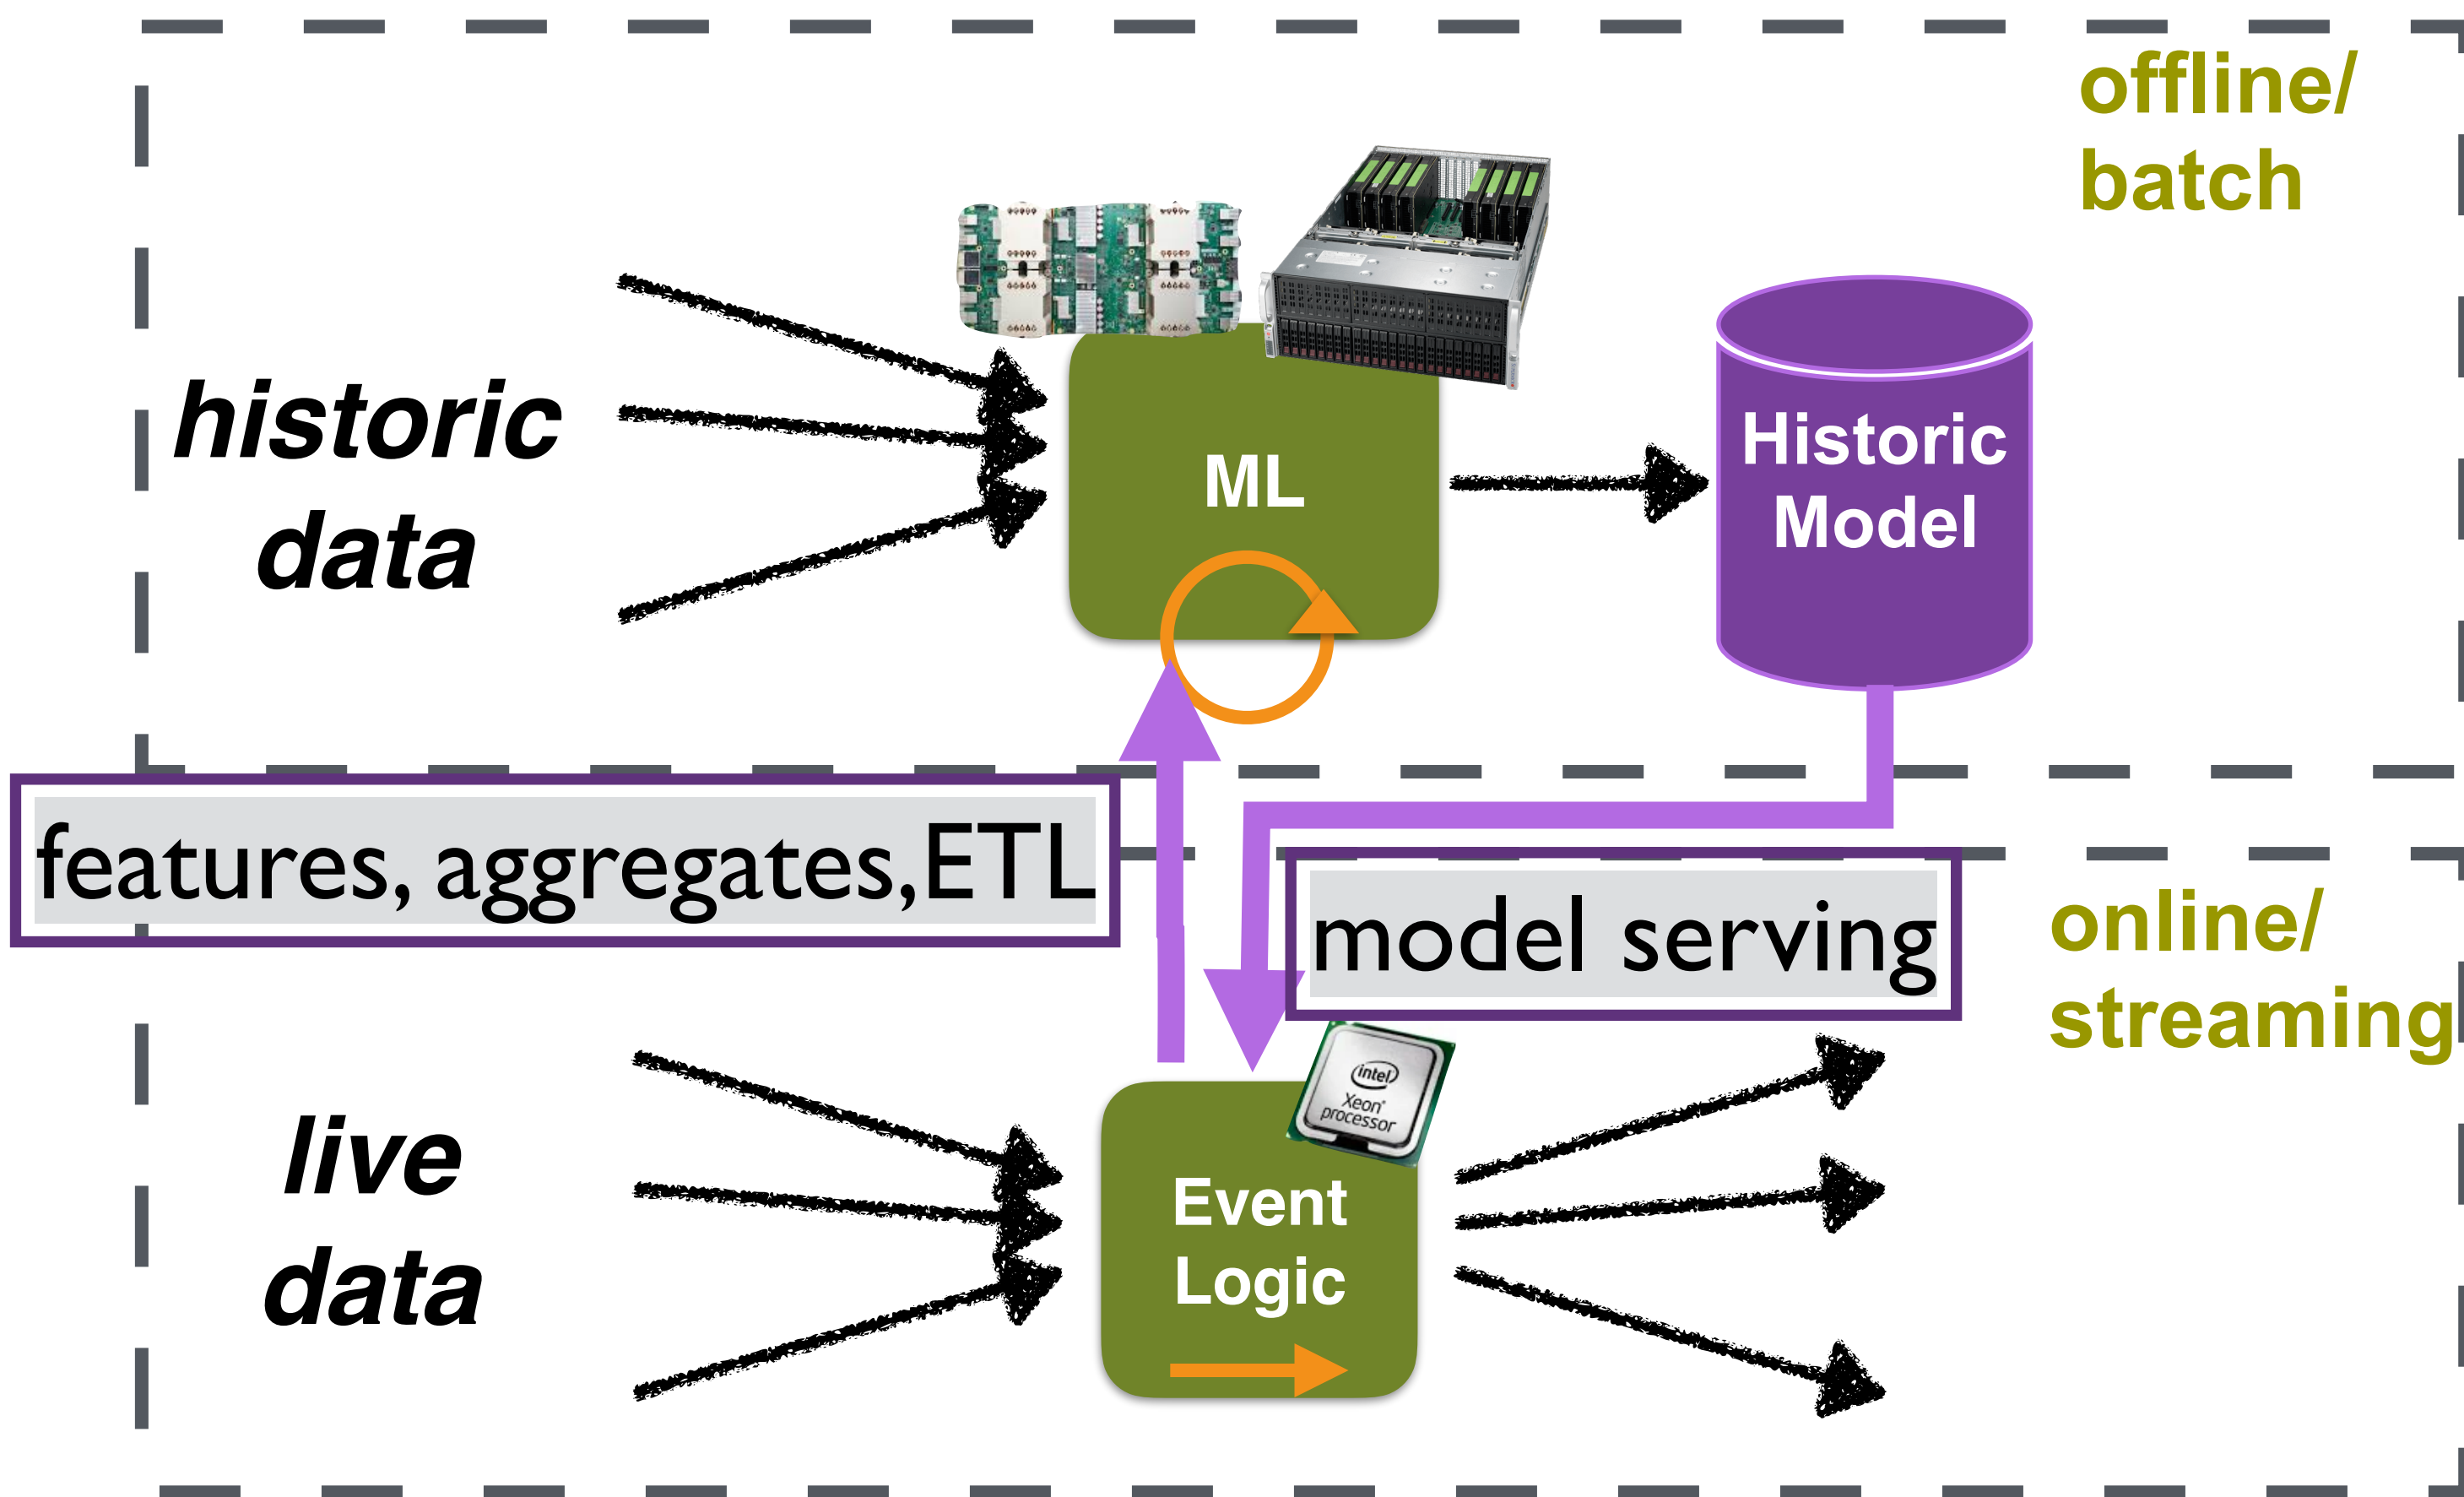 offline/
batch
historic
data
ML
Historic
Model
features, aggregates,ETL
model serving
online/
streaming
live
data
intel
Xeon®
processor
Event
Logic